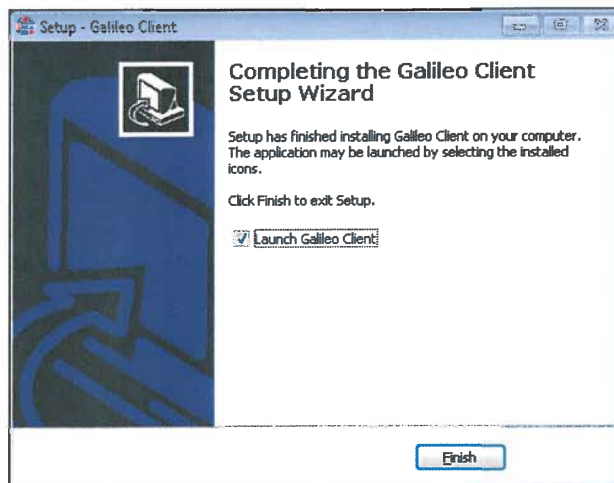 Setup - Galileo Client
Completing the Galileo Client
Setup Wizard
Setup has finished installing Galileo Client on your computer.
The application may be launched by selecting the installed
icons.
Click Finish to exit Setup.
Launch Galileo Client
Finish